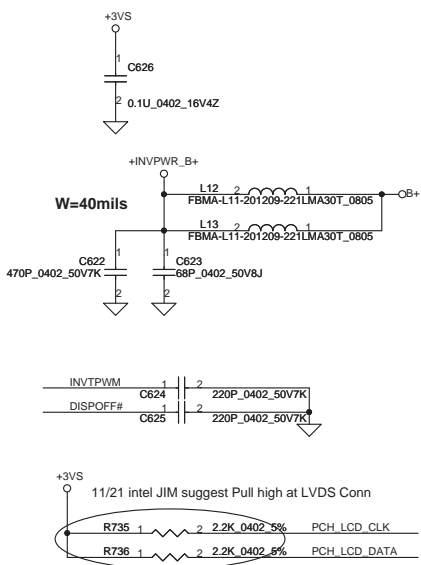 +3VS
1
C626
2 0.1U_0402_16V4Z
+INVPWR_B+
L12 2 1
FBMA-L11-201209-221LMA30T_0805
B+
W=40mils
L13 2 1
FBMA-L11-201209-221LMA30T_0805
1 1
C622 C623
470P_0402_50V7K 68P_0402_50V8J
2 2
INVTPWM 1 2
C624 220P_0402_50V7K
DISPOFF# 1 2
C625 220P_0402_50V7K
+3VS
11/21 intel JIM suggest Pull high at LVDS Conn
R735 1 2 2.2K_0402_5% PCH_LCD_CLK
R736 1 2 2.2K_0402_5% PCH_LCD_DATA